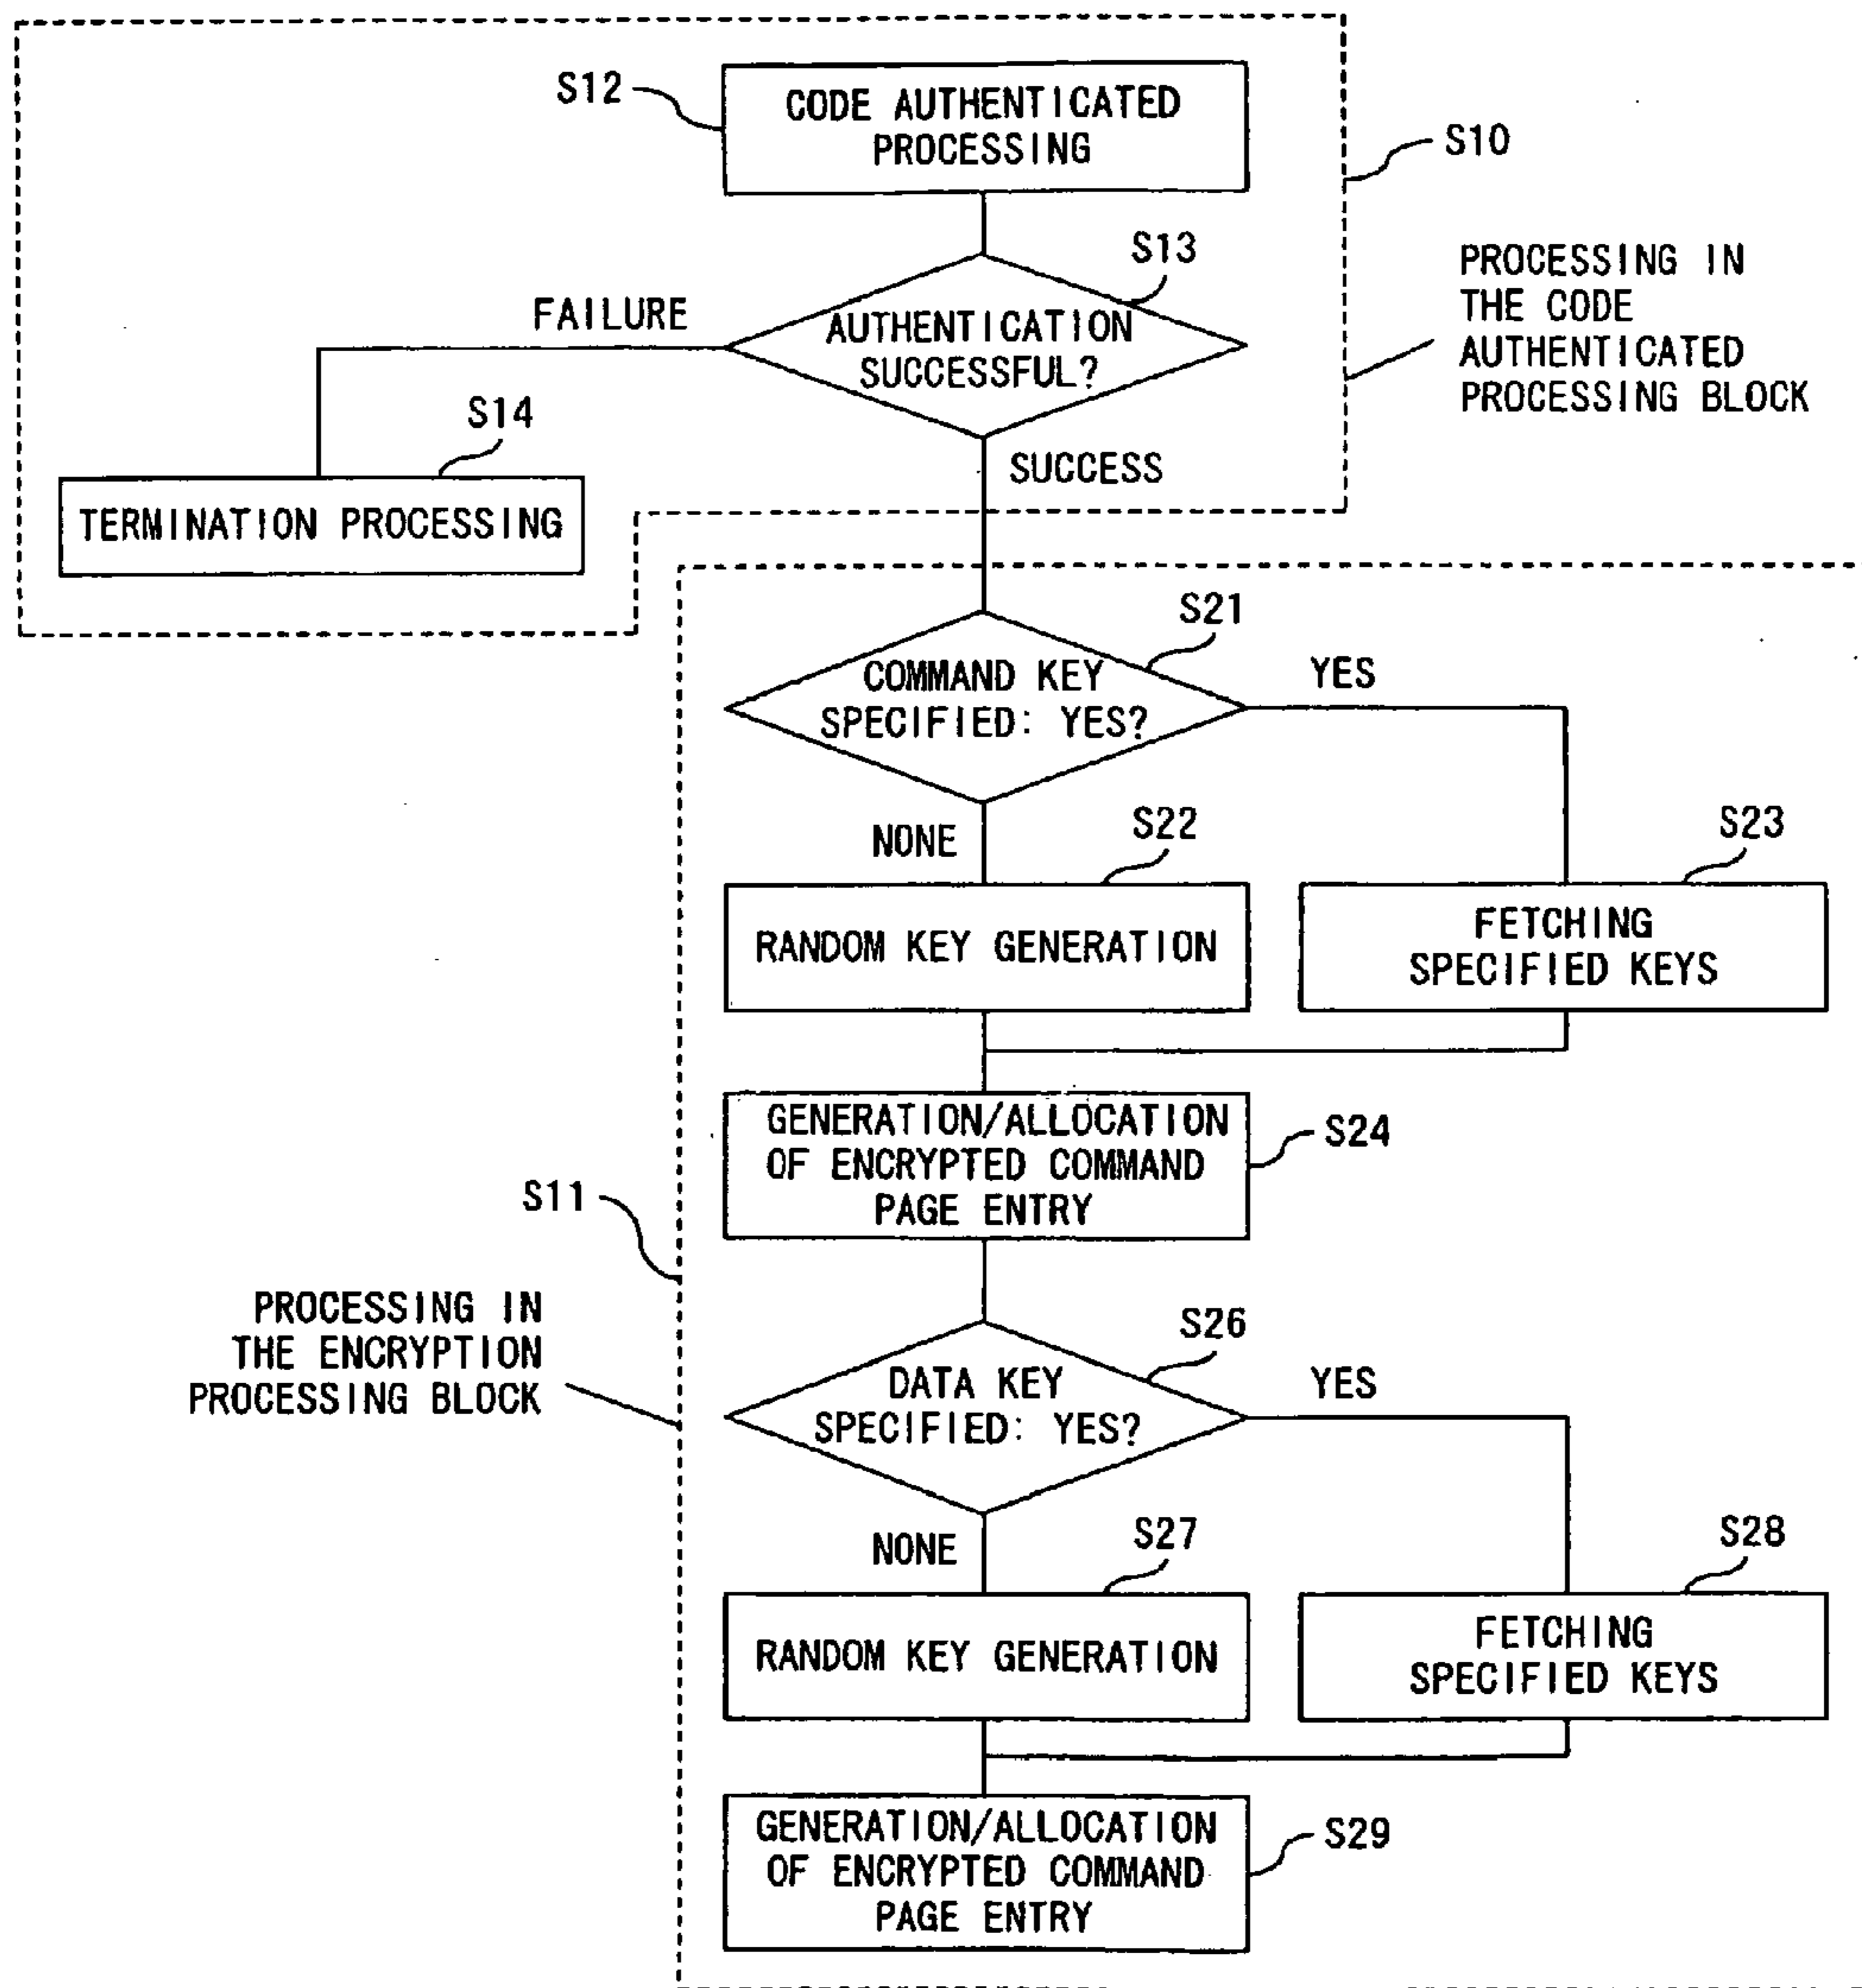 S12
CODE AUTHENTICATED
PROCESSING
S10
S13
PROCESSING IN
THE CODE
AUTHENTICATED
PROCESSING BLOCK
FAILURE
AUTHENTICATION
SUCCESSFUL?
S14
SUCCESS
TERMINATION PROCESSING
S21
COMMAND KEY
SPECIFIED: YES?
YES
NONE
S22
S23
RANDOM KEY GENERATION
FETCHING
SPECIFIED KEYS
GENERATION/ALLOCATION
OF ENCRYPTED COMMAND
PAGE ENTRY
S24
S11
PROCESSING IN
THE ENCRYPTION
PROCESSING BLOCK
S26
DATA KEY
SPECIFIED: YES?
YES
NONE
S27
S28
RANDOM KEY GENERATION
FETCHING
SPECIFIED KEYS
GENERATION/ALLOCATION
OF ENCRYPTED COMMAND
PAGE ENTRY
S29